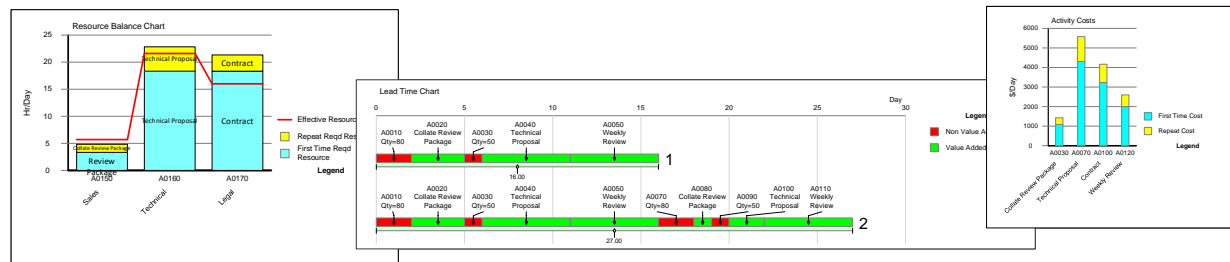 Resource Balance Chart
25
20
15
10
5
0
Hr/Day
Technical Proposal
Contract
Technical Proposal
Contract
Collate Review Package
Review
Package
A0150
A0160
A0170
Sales
Technical
Legal
Effective Resourc
Repeat Reqd Res
First Time Reqd
Resource
Legend
Lead Time Chart
Day
0
5
10
15
20
25
30
Legen
Non Value A
Value Added
A0010
Qty=80
A0020
Collate Review
Package
A0030
Qty=50
A0040
Technical
Proposal
A0050
Weekly
Review
1
16.00
A0010
Qty=80
A0020
Collate Review
Package
A0030
Qty=50
A0040
Technical
Proposal
A0050
Weekly
Review
A0070
Qty=80
A0080
Collate Review
Package
A0090
Qty=50
A0100
Technical
Proposal
A0110
Weekly
Review
2
27.00
Activity Costs
6000
5000
4000
3000
2000
1000
0
$/Day
A0030
A0070
A0100
A0120
Collate Review Package
Technical Proposal
Contract
Weekly Review
First Time Cost
Repeat Cost
Legend